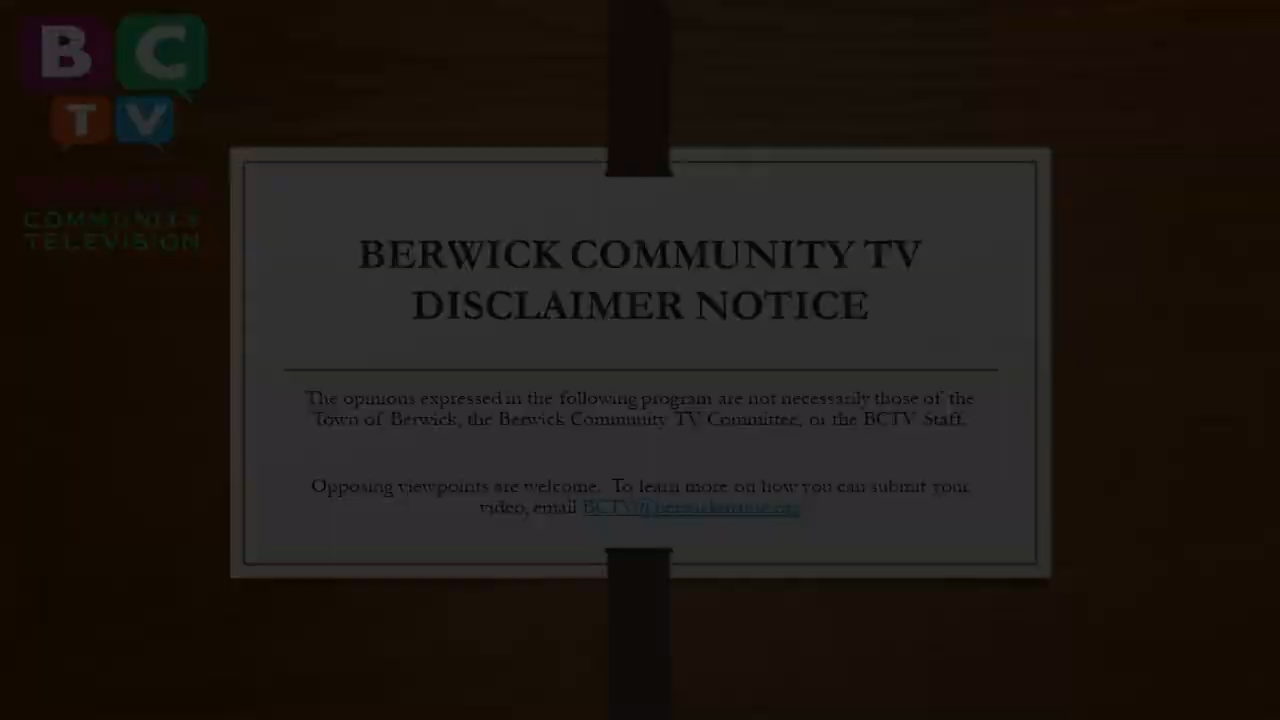 B C
T V
COMMUNITY
TELEVISION
BERWICK COMMUNITY TV
DISCLAIMER NOTICE
The opinions expressed in the following program are not necessarily those of the
Town of Berwick, the Berwick Community TV Committee, or the BCTV Staff.
Opposing viewpoints are welcome. To learn more on how you can submit your
video, email